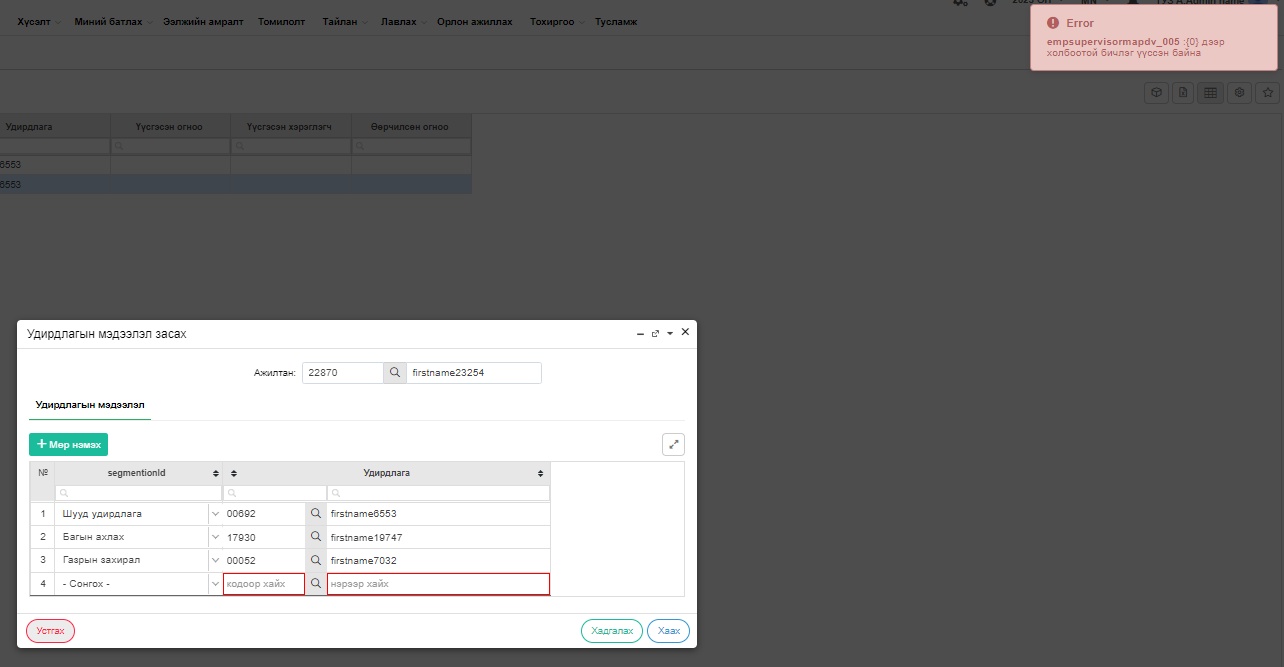 Хүсэлт Миний батлах Ээлжийн амралт Томилолт Тайлан Лавлах Орлон ажиллах Тохиргоо Тусламж
Error
empsupervisormapdv_005 :{0} дээр
холбоотой бичлэг үүссэн байна
Удирдлага Үүсгэсэн огноо Үүсгэсэн хэрэглэгч Өөрчилсөн огноо
6553
6553
Удирдлагын мэдээлэл засах
Ажилтан: 22870 firstname23254
Удирдлагын мэдээлэл
+ Мөр нэмэх
№ segmentionId Удирдлага
1 Шууд удирдлага 00692 firstname6553
2 Багын ахлах 17930 firstname19747
3 Газрын захирал 00052 firstname7032
4 - Сонгох - кодоор хайх нэрээр хайх
Устгах Хадгалах Хаах